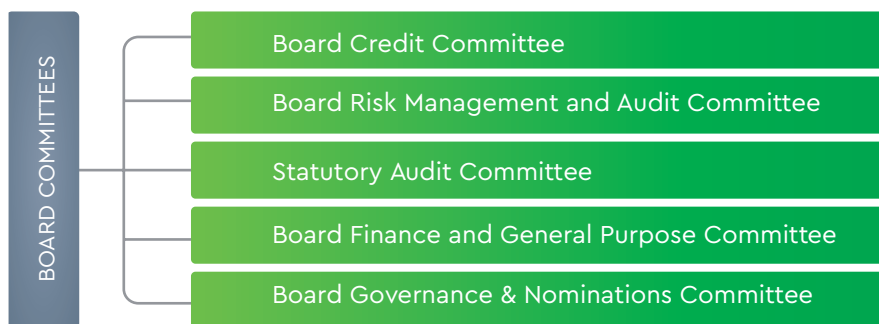 BOARD COMMITTEES
Board Credit Committee
Board Risk Management and Audit Committee
Statutory Audit Committee
Board Finance and General Purpose Committee
Board Governance & Nominations Committee